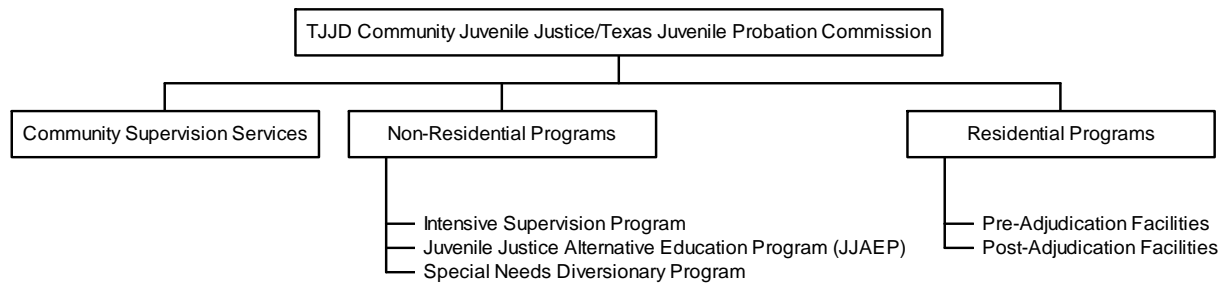 TJJD Community Juvenile Justice/Texas Juvenile Probation Commission
Community Supervision Services
Non-Residential Programs
Residential Programs
Intensive Supervision Program
Juvenile Justice Alternative Education Program (JJAEP)
Special Needs Diversionary Program
Pre-Adjudication Facilities
Post-Adjudication Facilities